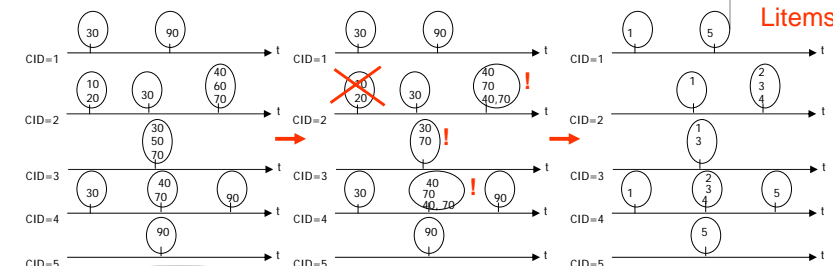 Litems
30 90 t
CID=1
10 20
30
40 60 70
t
CID=2
30 50 70
t
CID=3
30
40 70
90
t
CID=4
90
t
CID=5
30 90 t
CID=1
10 20
30
40 70 40,70
!
t
CID=2
30 70
!
t
CID=3
30
40 70 40, 70
!
90
t
CID=4
90
t
CID=5
1 5 t
CID=1
1
2 3 4
t
CID=2
1 3
t
CID=3
1
2 3 4
5
t
CID=4
5
t
CID=5